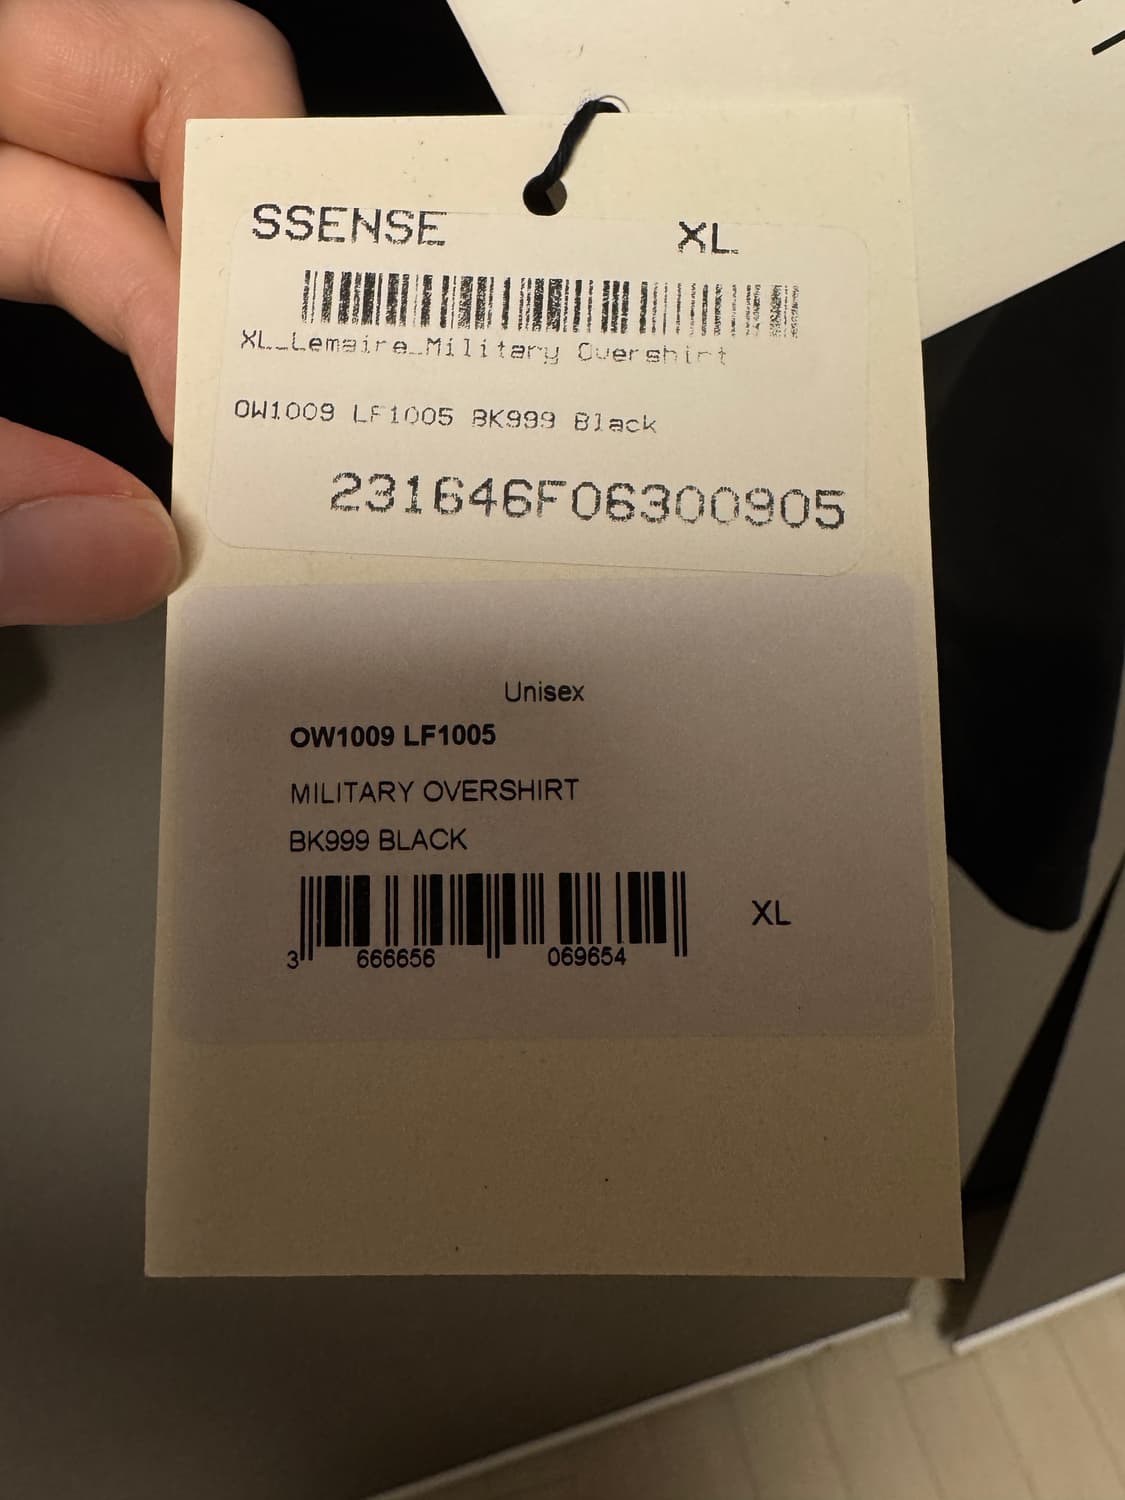 SSENSE XL
XL__Lemaire_Military Overshirt
OW1009 LF1005 BK999 Black
231646F06300905
Unisex
OW1009 LF1005
MILITARY OVERSHIRT
BK999 BLACK
XL
3 666656 069654